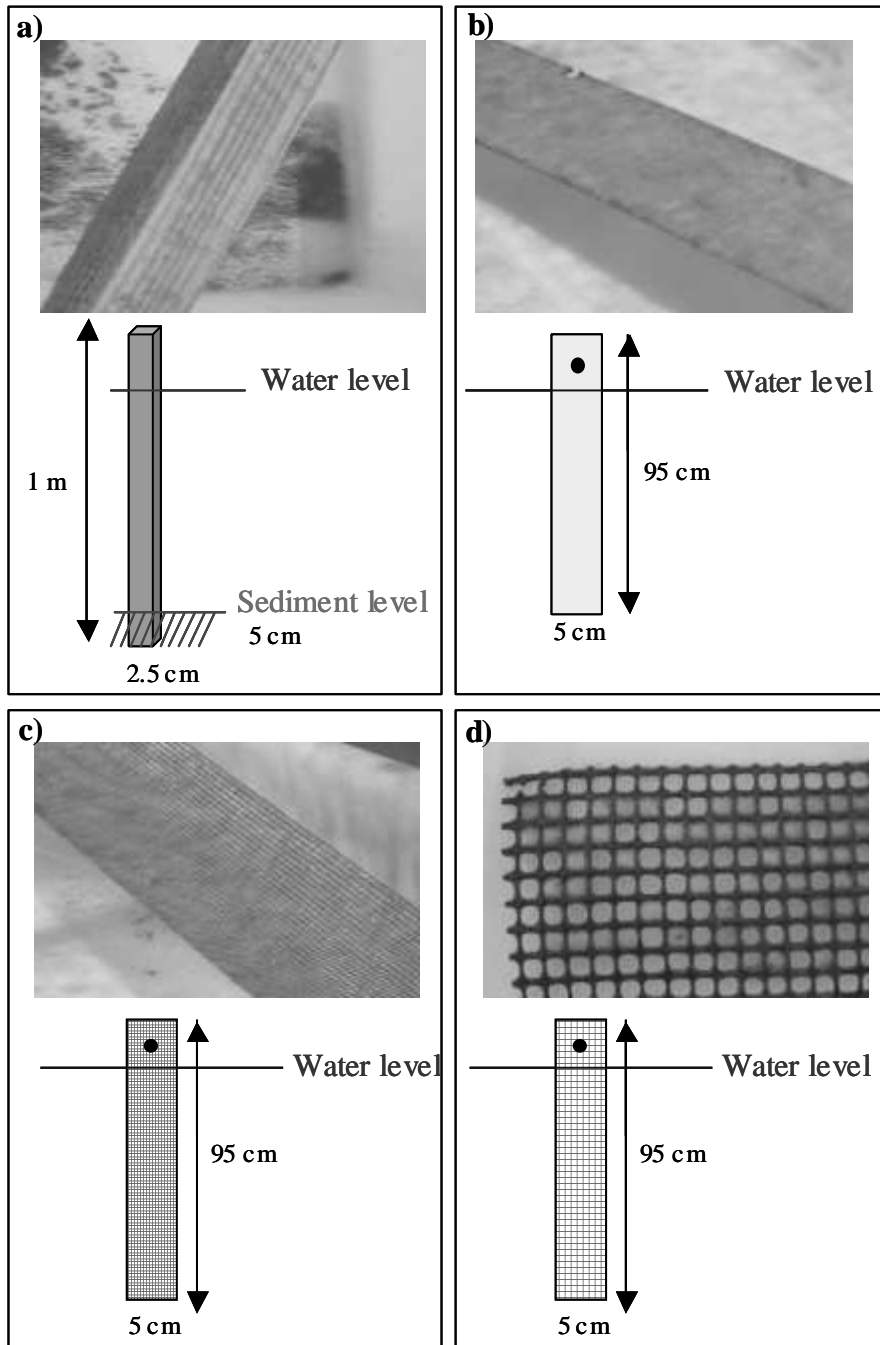 a)
Water level
1 m
Sediment level
5 cm
2.5 cm
b)
Water level
95 cm
5 cm
c)
Water level
95 cm
5 cm
d)
Water level
95 cm
5 cm